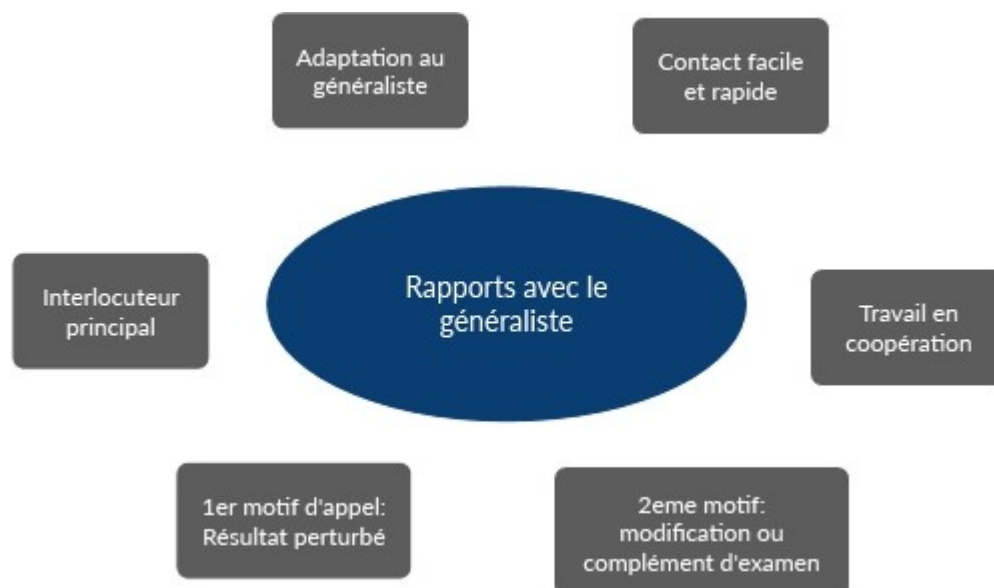 Adaptation au
généraliste
Contact facile
et rapide
Interlocuteur
principal
Rapports avec le
généraliste
Travail en
coopération
1er motif d'appel:
Résultat perturbé
2eme motif:
modification ou
complément d'examen